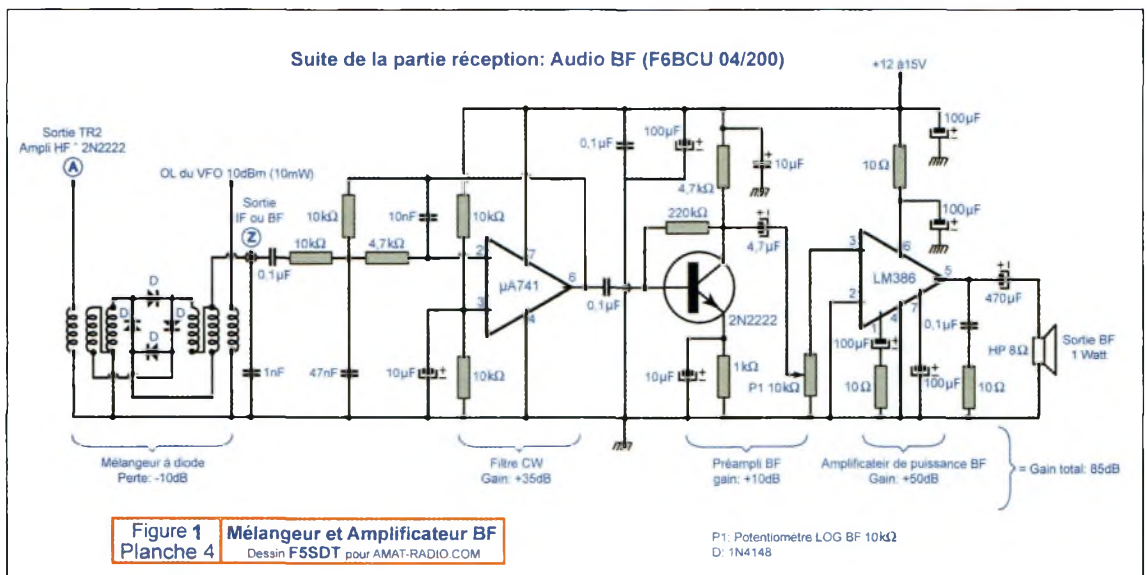 Suite de la partie réception: Audio BF (F6BCU 04/200)
+12 à15V
Sortie TR2
Ampli HF * 2N2222
A
OL du VFO 10dBm (10mW)
Sortie
IF ou BF
Z
0,1µF
10kΩ
4,7kΩ
10kΩ
10nF
10kΩ
2
3
7
6
4
µA741
0,1µF
100µF
0,1µF
4,7kΩ
10µF
220kΩ
4,7µF
2N2222
10Ω
100µF
100µF
3
2
6
5
1
4
7
LM386
470µF
0,1µF
HP 8Ω
Sortie BF
1 Watt
D
D
D
D
1nF
47nF
10µF
10kΩ
10µF
1kΩ
P1 10kΩ
100µF
10Ω
100µF
10Ω
Mélangeur à diode
Perte: -10dB
Filtre CW
Gain: +35dB
Préampli BF
gain: +10dB
Amplificateir de puissance BF
Gain: +50dB
= Gain total: 85dB
Figure 1
Planche 4
Mélangeur et Amplificateur BF
Dessin F5SDT pour AMAT-RADIO.COM
P1: Potentiomètre LOG BF 10kΩ
D: 1N4148